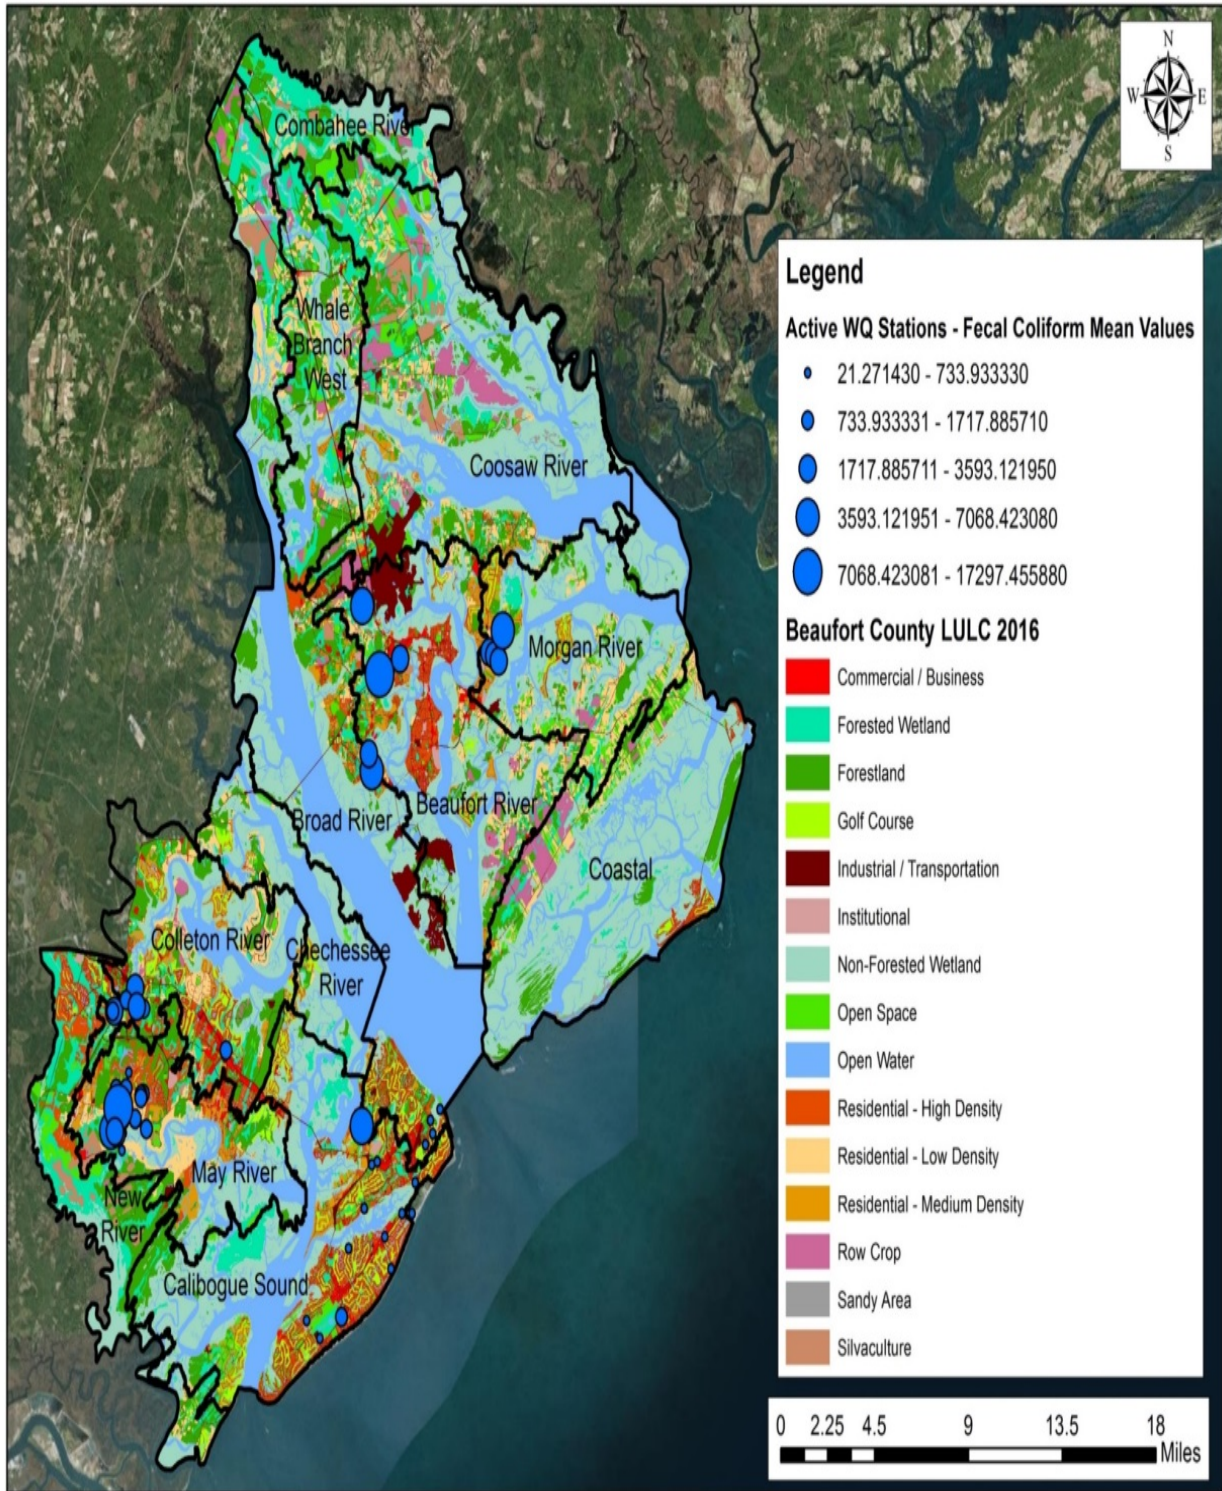 N
W
E
S
Combahee River
Whale
Branch
West
Coosaw River
Morgan River
Beaufort River
Broad River
Coastal
Colleton River
Chechessee
River
May River
New
River
Calibogue Sound
Legend
Active WQ Stations - Fecal Coliform Mean Values
21.271430 - 733.933330
733.933331 - 1717.885710
1717.885711 - 3593.121950
3593.121951 - 7068.423080
7068.423081 - 17297.455880
Beaufort County LULC 2016
Commercial / Business
Forested Wetland
Forestland
Golf Course
Industrial / Transportation
Institutional
Non-Forested Wetland
Open Space
Open Water
Residential - High Density
Residential - Low Density
Residential - Medium Density
Row Crop
Sandy Area
Silvaculture
0 2.25 4.5 9 13.5 18
Miles